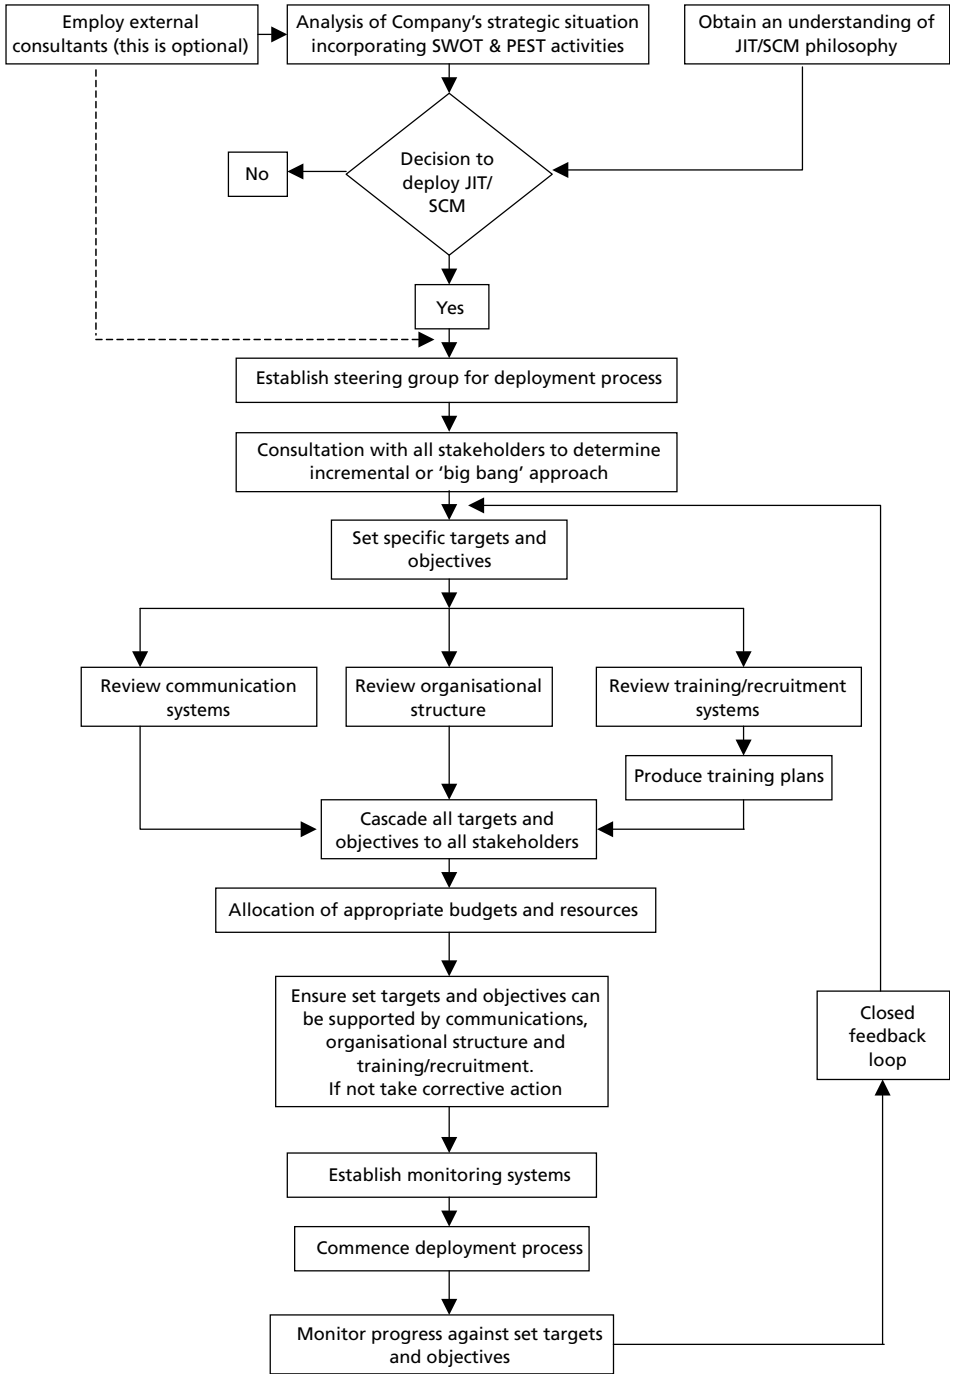 Employ external
consultants (this is optional)
Analysis of Company’s strategic situation
incorporating SWOT & PEST activities
Obtain an understanding of
JIT/SCM philosophy
Decision to
deploy JIT/
SCM
No
Yes
Establish steering group for deployment process
Consultation with all stakeholders to determine
incremental or ‘big bang’ approach
Set specific targets and
objectives
Review communication
systems
Review organisational
structure
Review training/recruitment
systems
Produce training plans
Cascade all targets and
objectives to all stakeholders
Allocation of appropriate budgets and resources
Ensure set targets and objectives can
be supported by communications,
organisational structure and
training/recruitment.
If not take corrective action
Closed
feedback
loop
Establish monitoring systems
Commence deployment process
Monitor progress against set targets
and objectives